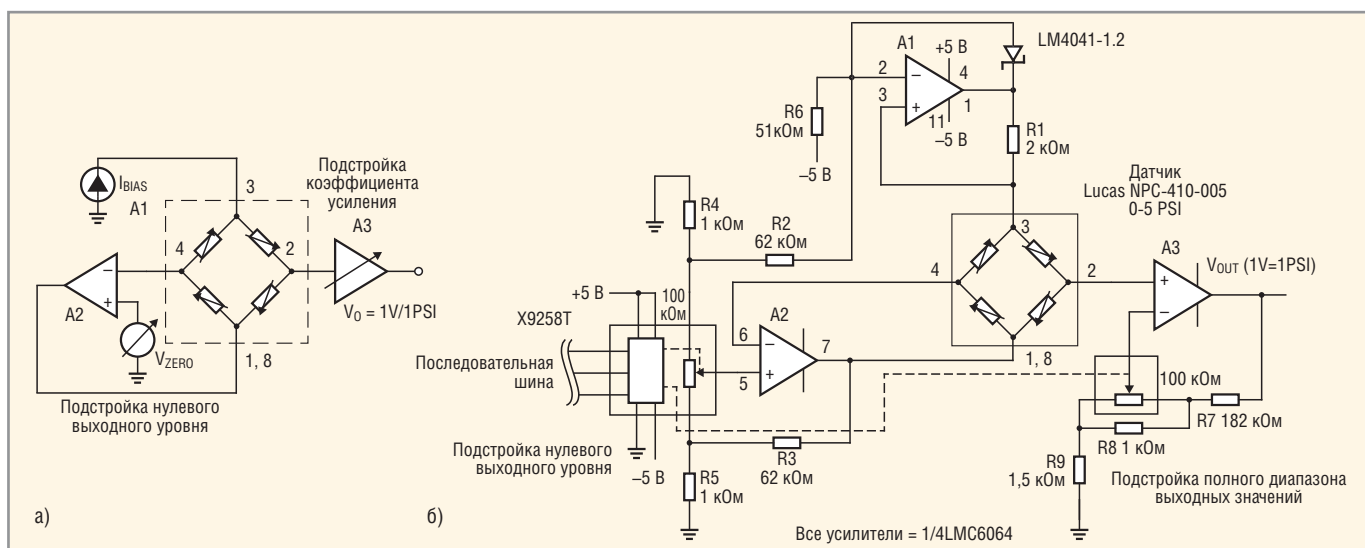 IBIAS
A1
3
Подстройка
коэффициента
усиления
A3
4
2
A2
VO = 1V/1PSI
VZERO
1, 8
Подстройка нулевого
выходного уровня
а)
A1
+5 В
LM4041-1.2
2
4
3
1
11
–5 В
R6
51кОм
–5 В
R1
2 кОм
Датчик
Lucas NPC-410-005
0-5 PSI
R4
1 кОм
R2
62 кОм
3
4
2
A3
VOUT (1V=1PSI)
+5 В
100
кОм
X9258T
A2
6
7
5
1, 8
Последовательная
шина
100 кОм
R7 182 кОм
R8 1 кОм
Подстройка нулевого
выходного уровня
–5 В
R3
62 кОм
R5
1 кОм
R9
1,5 кОм
Подстройка полного диапазона
выходных значений
б)
Все усилители = 1/4LMC6064